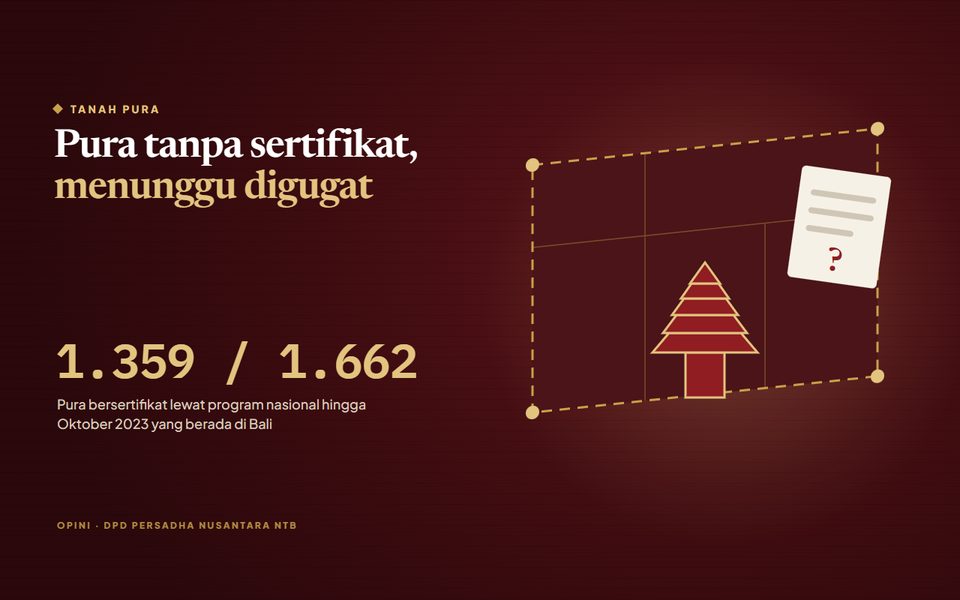 TANAH PURA
Pura tanpa sertifikat,
menunggu digugat
1.359 / 1.662
Pura bersertifikat lewat program nasional hingga
Oktober 2023 yang berada di Bali
OPINI · DPD PERSADHA NUSANTARA NTB
?